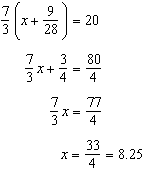 7/3 (x + 9/28) = 20
7/3 x + 3/4 = 80/4
7/3 x = 77/4
x = 33/4 = 8.25